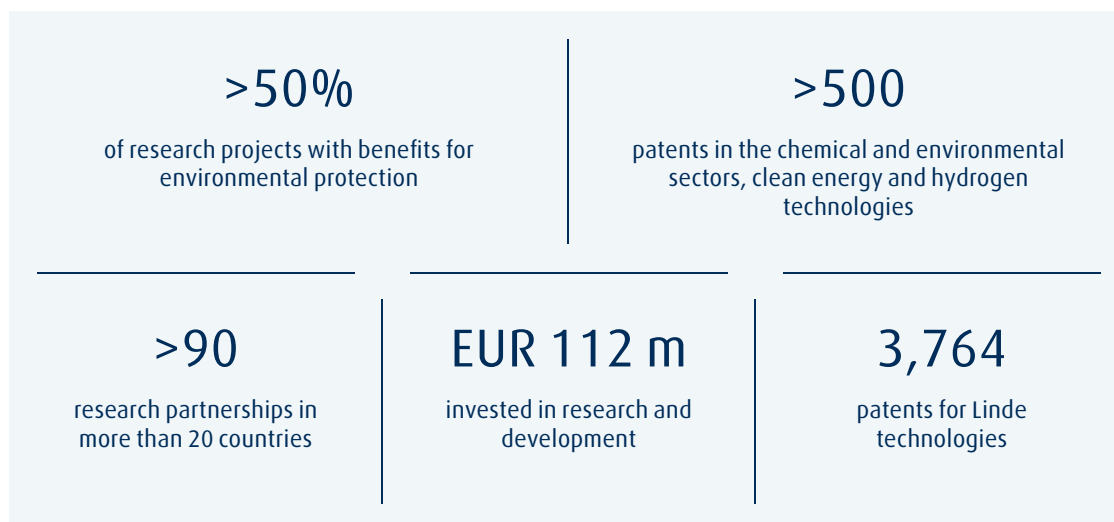 >50%
of research projects with benefits for
environmental protection
>500
patents in the chemical and environmental
sectors, clean energy and hydrogen
technologies
>90
research partnerships in
more than 20 countries
EUR 112 m
invested in research and
development
3,764
patents for Linde
technologies